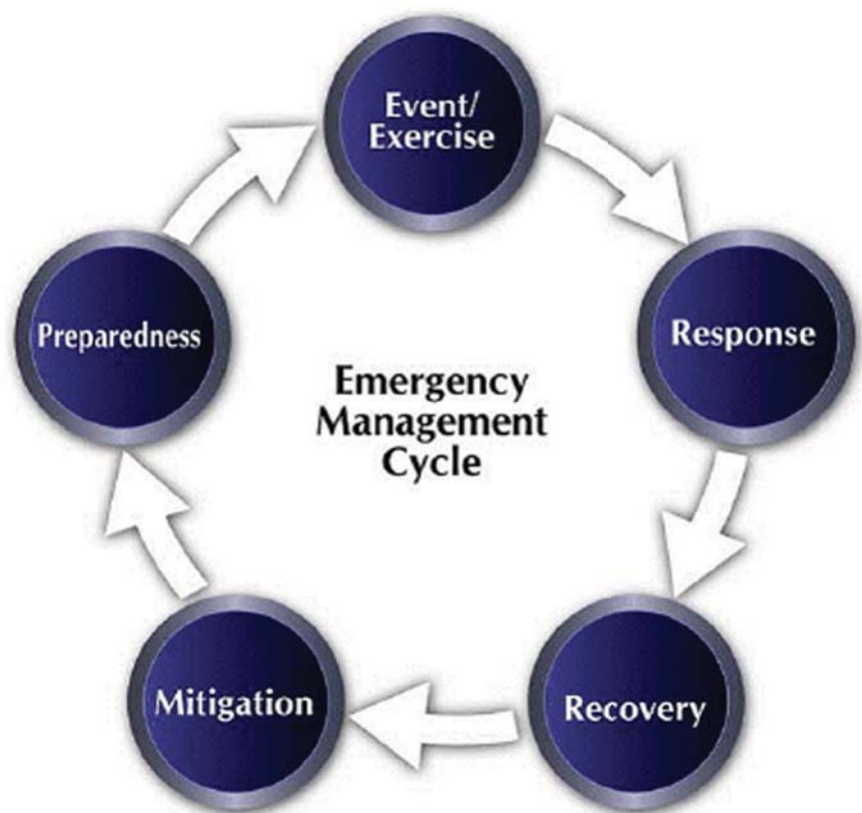 Event/
Exercise
Response
Preparedness
Emergency
Management
Cycle
Mitigation
Recovery